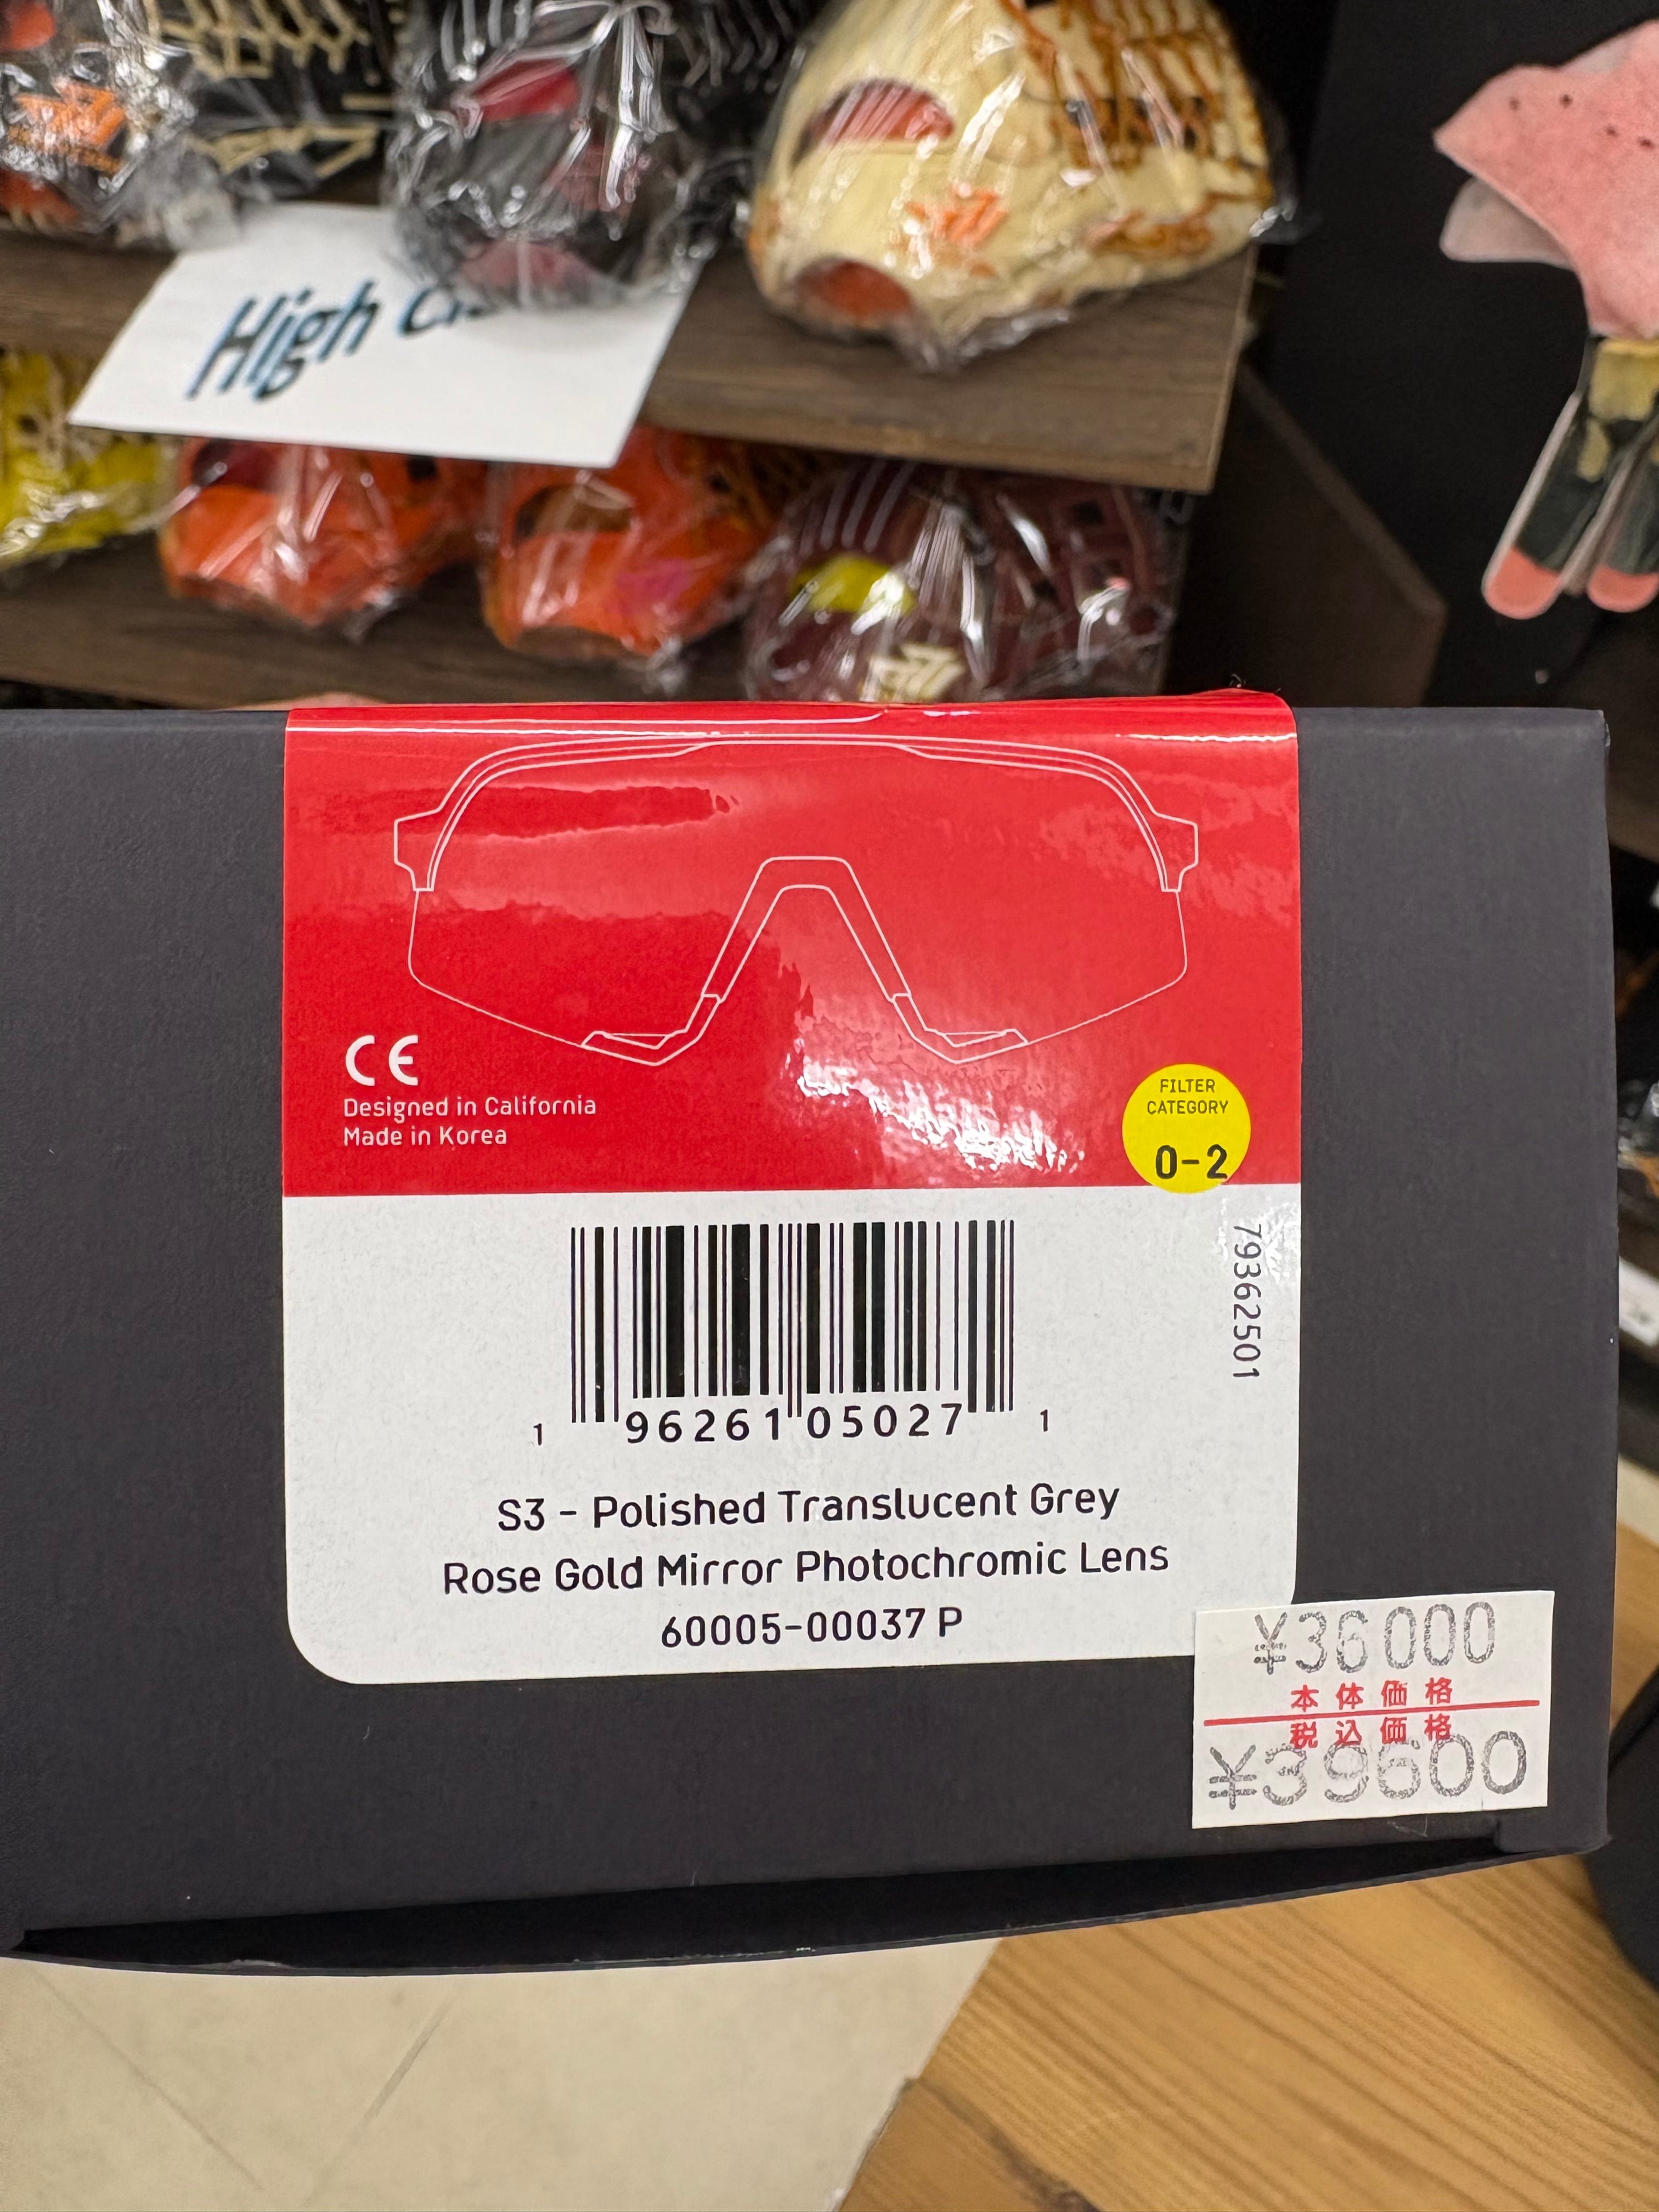 High
CE
Designed in California
Made in Korea
FILTER
CATEGORY
0-2
79362501
1 96261 05027 1
S3 - Polished Translucent Grey
Rose Gold Mirror Photochromic Lens
60005-00037 P
¥36000
本体価格
税込価格
¥39600